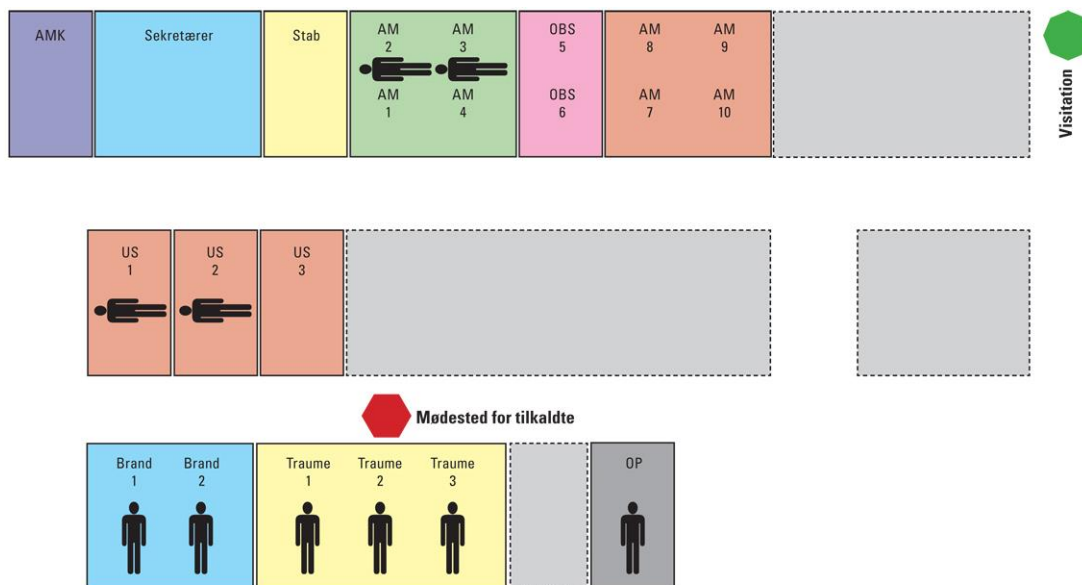 AMK
Sekretærer
Stab
AM
2
AM
3
AM
1
AM
4
OBS
5
OBS
6
AM
8
AM
9
AM
7
AM
10
Visitation
US
1
US
2
US
3
Mødested for tilkaldte
Brand
1
Brand
2
Traume
1
Traume
2
Traume
3
OP